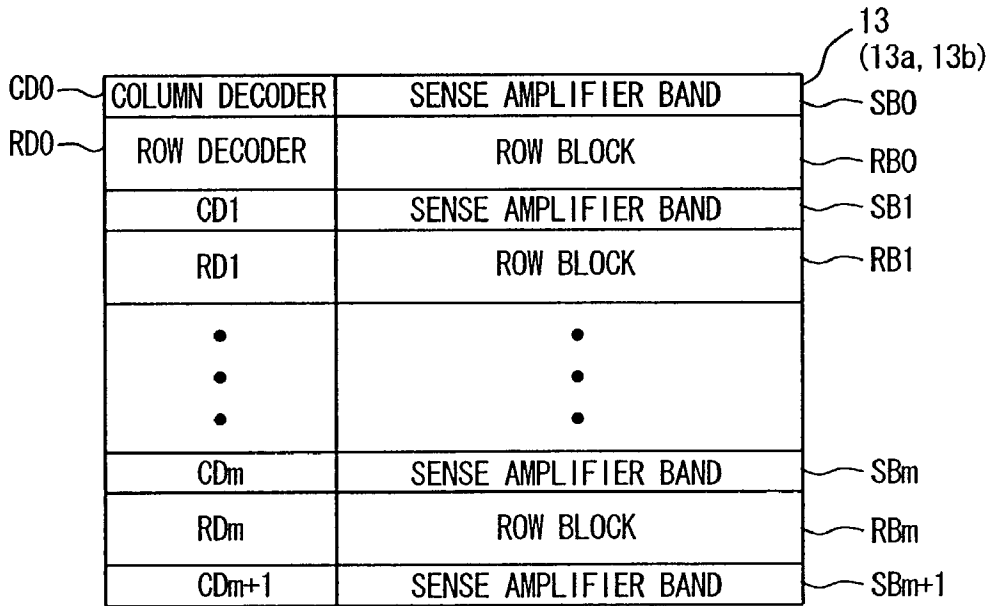 13
(13a, 13b)
CD0 COLUMN DECODER SENSE AMPLIFIER BAND SB0
RD0 ROW DECODER ROW BLOCK RB0
CD1 SENSE AMPLIFIER BAND SB1
RD1 ROW BLOCK RB1
CDm SENSE AMPLIFIER BAND SBm
RDm ROW BLOCK RBm
CDm+1 SENSE AMPLIFIER BAND SBm+1